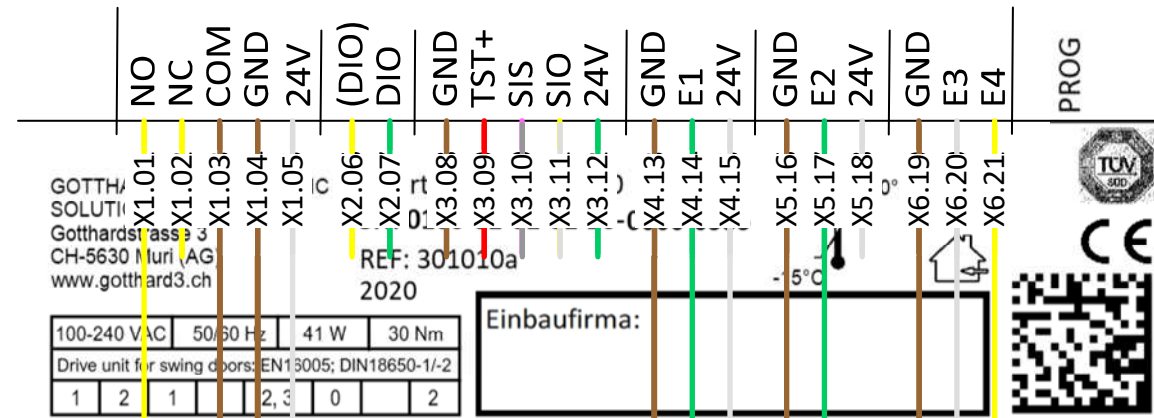 NO NC COM GND 24V (DIO) DIO GND TST+ SIS SIO 24V GND E1 24V GND E2 24V GND E3 E4 PROG
X1.01 X1.02 X1.03 X1.04 X1.05 X2.06 X2.07 X3.08 X3.09 X3.10 X3.11 X3.12 X4.13 X4.14 X4.15 X5.16 X5.17 X5.18 X6.19 X6.20 X6.21
TÜV
SÜD
Gotthardstrasse 3
CH-5630 Muri (AG)
www.gotthard3.ch
REF: 301010a
2020
-15°C
CE
Einbaufirma:
100-240 VAC 50/60 Hz 41 W 30 Nm
Drive unit for swing doors: EN16005; DIN18650-1/-2
1 2 1 2, 3 0 2